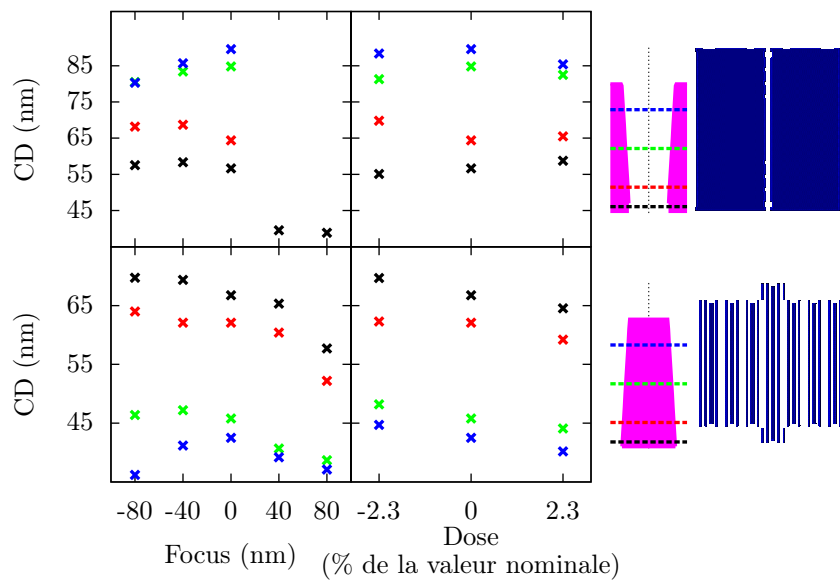 CD (nm)
85
75
65
55
45
CD (nm)
65
55
45
-80 -40 0 40 80
-2.3 0 2.3
Focus (nm)
Dose
(% de la valeur nominale)